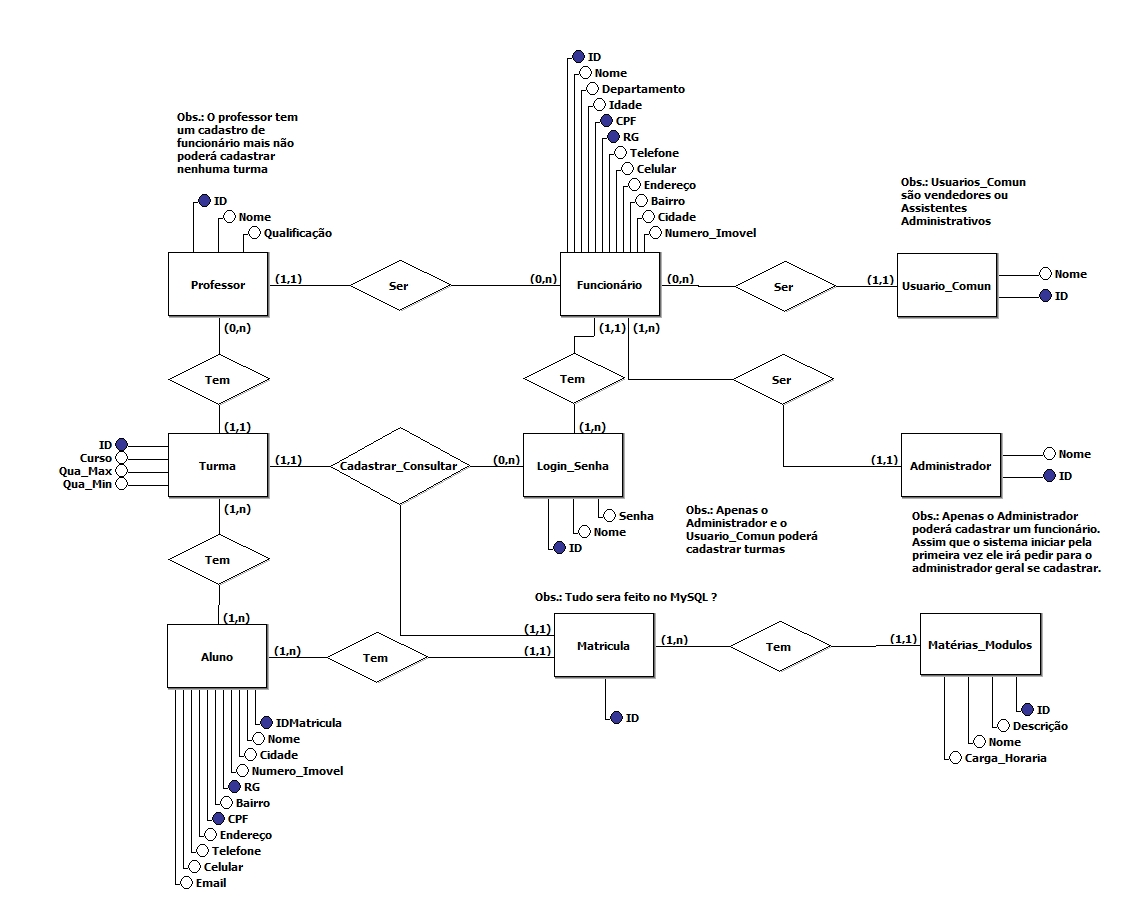 ID
Nome
Departamento
Idade
CPF
RG
Telefone
Celular
Endereço
Bairro
Cidade
Numero_Imovel
Obs.: O professor tem
um cadastro de
funcionário mais não
poderá cadastrar
nenhuma turma
ID
Nome
Qualificação
Obs.: Usuarios_Comun
são vendedores ou
Assistentes
Administrativos
Professor
(1,1)
Ser
(0,n)
Funcionário
(0,n)
Ser
(1,1)
Usuario_Comun
Nome
ID
(0,n)
Tem
(1,1)
(1,1)
(1,n)
Tem
(1,n)
Ser
(1,1)
ID
Curso
Qua_Max
Qua_Min
Turma
(1,1)
Cadastrar_Consultar
(0,n)
Login_Senha
Senha
Nome
ID
Administrador
Nome
ID
Obs.: Apenas o
Administrador e o
Usuario_Comun poderá
cadastrar turmas
Obs.: Apenas o Administrador
poderá cadastrar um funcionário.
Assim que o sistema iniciar pela
primeira vez ele irá pedir para o
administrador geral se cadastrar.
(1,n)
Tem
(1,n)
Obs.: Tudo sera feito no MySQL ?
Aluno
(1,n)
Tem
(1,1)
(1,1)
Matricula
(1,n)
Tem
(1,1)
Matérias_Modulos
ID
ID
Descrição
Nome
Carga_Horaria
IDMatricula
Nome
Cidade
Numero_Imovel
RG
Bairro
CPF
Endereço
Telefone
Celular
Email